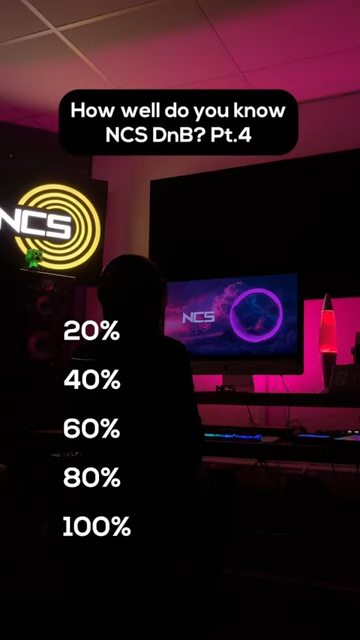 How well do you know
NCS DnB? Pt.4
NCS
NCS
20%
40%
60%
80%
100%